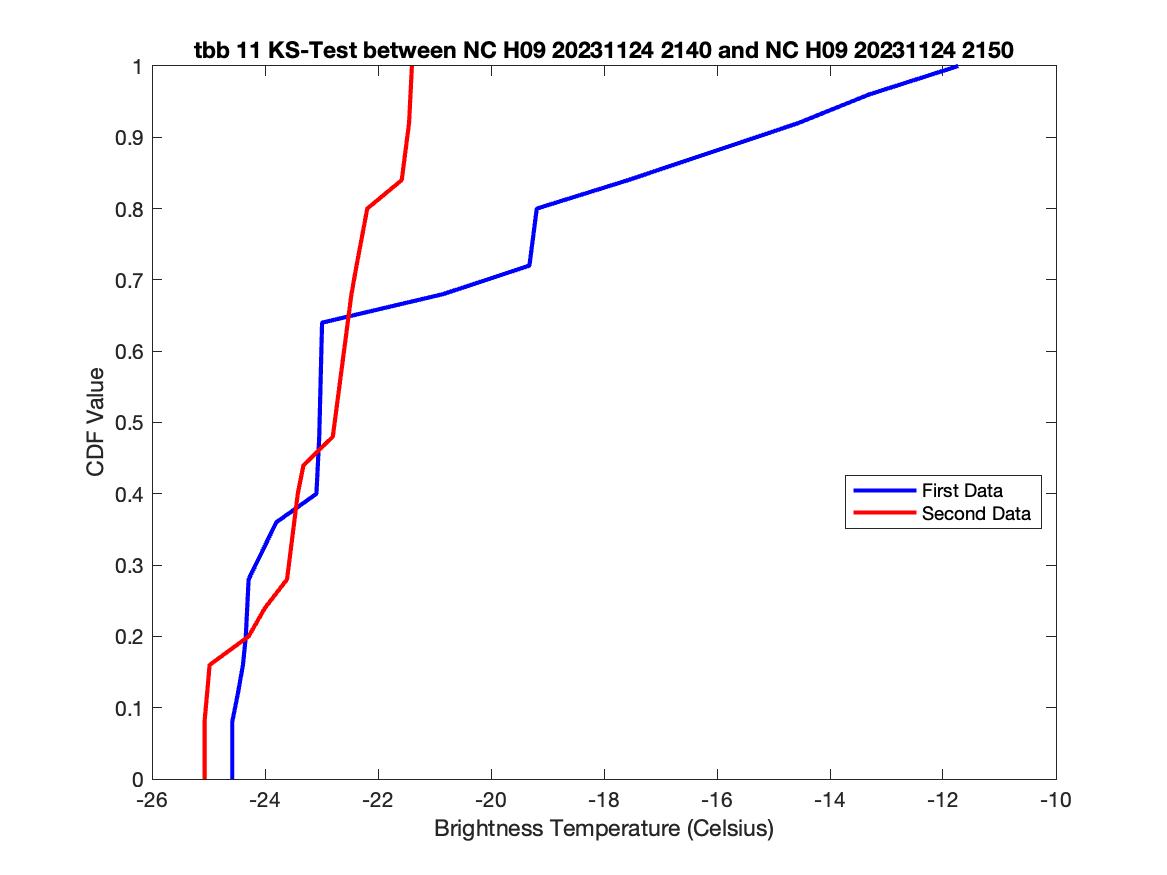 tbb 11 KS-Test between NC H09 20231124 2140 and NC H09 20231124 2150
1
0.9
0.8
0.7
0.6
0.5
0.4
0.3
0.2
0.1
0
CDF Value
First Data
Second Data
-26 -24 -22 -20 -18 -16 -14 -12 -10
Brightness Temperature (Celsius)